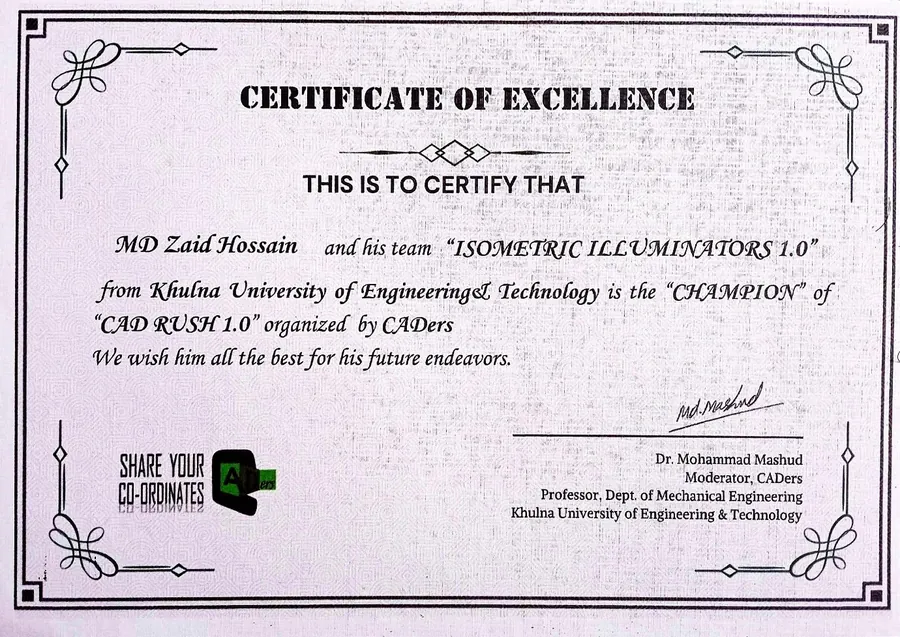 CERTIFICATE OF EXCELLENCE
THIS IS TO CERTIFY THAT
MD Zaid Hossain and his team “ISOMETRIC ILLUMINATORS 1.0”
from Khulna University of Engineering& Technology is the “CHAMPION” of
“CAD RUSH 1.0” organized by CADers
We wish him all the best for his future endeavors.
Md. Mashud
Dr. Mohammad Mashud
Moderator, CADers
Professor, Dept. of Mechanical Engineering
Khulna University of Engineering & Technology
SHARE YOUR
CO-ORDINATES
CADers